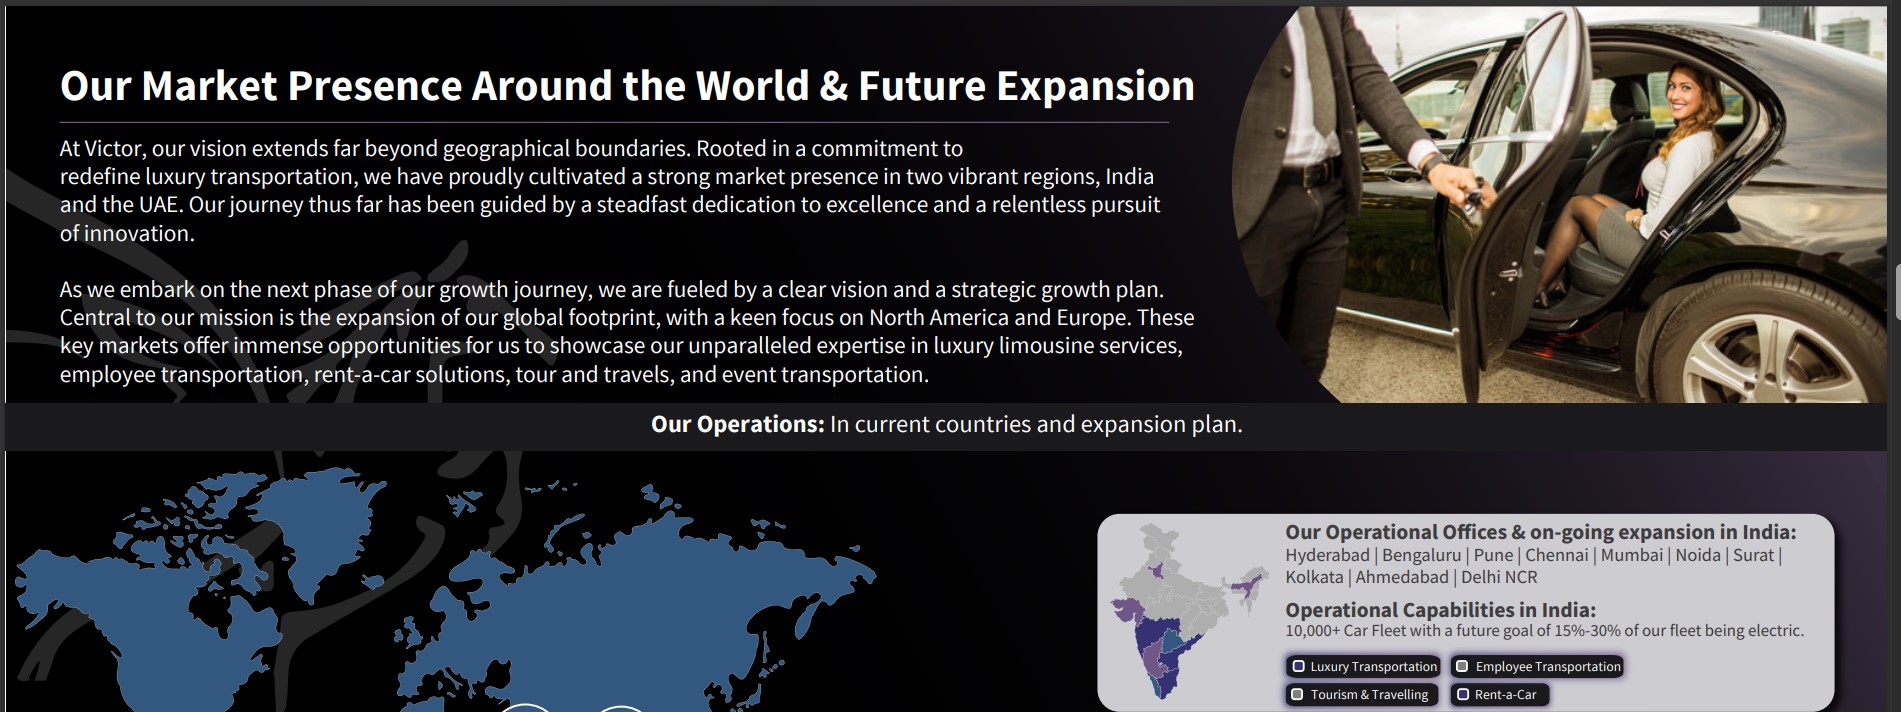 Our Market Presence Around the World & Future Expansion
At Victor, our vision extends far beyond geographical boundaries. Rooted in a commitment to
redefine luxury transportation, we have proudly cultivated a strong market presence in two vibrant regions, India
and the UAE. Our journey thus far has been guided by a steadfast dedication to excellence and a relentless pursuit
of innovation.
As we embark on the next phase of our growth journey, we are fueled by a clear vision and a strategic growth plan.
Central to our mission is the expansion of our global footprint, with a keen focus on North America and Europe. These
key markets offer immense opportunities for us to showcase our unparalleled expertise in luxury limousine services,
employee transportation, rent-a-car solutions, tour and travels, and event transportation.
Our Operations: In current countries and expansion plan.
Our Operational Offices & on-going expansion in India:
Hyderabad | Bengaluru | Pune | Chennai | Mumbai | Noida | Surat |
Kolkata | Ahmedabad | Delhi NCR
Operational Capabilities in India:
10,000+ Car Fleet with a future goal of 15%-30% of our fleet being electric.
Luxury Transportation
Employee Transportation
Tourism & Travelling
Rent-a-Car